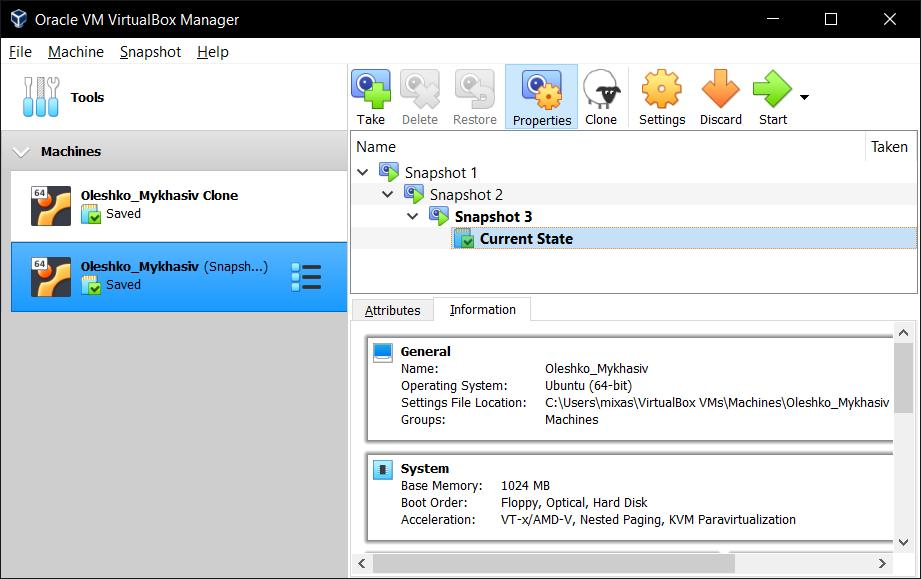 Oracle VM VirtualBox Manager
File Machine Snapshot Help
Tools
Take Delete Restore Properties Clone Settings Discard Start
Machines
64
Oleshko_Mykhasiv Clone
Saved
64
Oleshko_Mykhasiv (Snapsh...)
Saved
Name Taken
Snapshot 1
Snapshot 2
Snapshot 3
Current State
Attributes Information
General
Name: Oleshko_Mykhasiv
Operating System: Ubuntu (64-bit)
Settings File Location: C:\Users\mixas\VirtualBox VMs\Machines\Oleshko_Mykhasiv
Groups: Machines
System
Base Memory: 1024 MB
Boot Order: Floppy, Optical, Hard Disk
Acceleration: VT-x/AMD-V, Nested Paging, KVM Paravirtualization